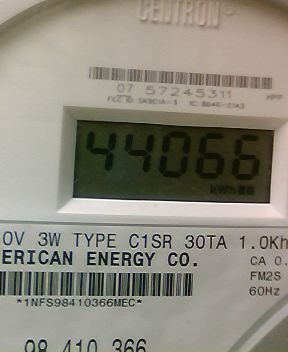 CENTRON®
07 57245311
44066
kWh
0V 3W TYPE C1SR 30TA 1.0Kh
ERICAN ENERGY CO.
CA 0.
FM2S
*1NFS98410366MEC*
60Hz
98 410 366